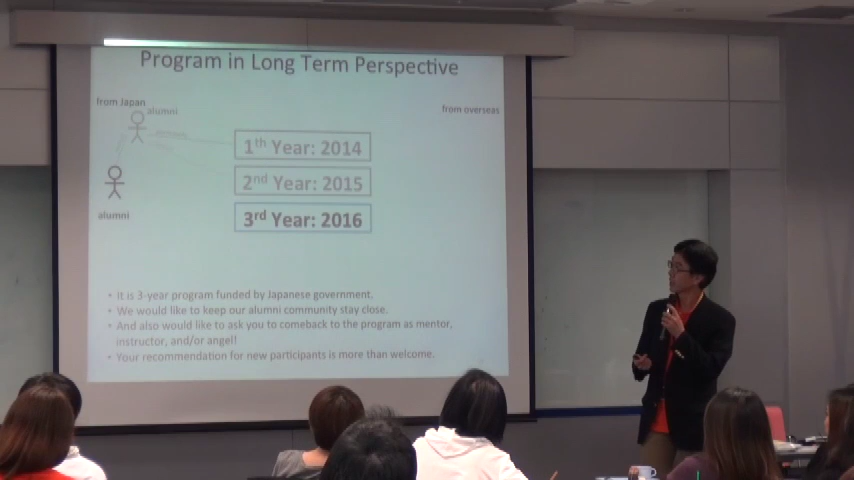 Program in Long Term Perspective
from Japan
alumni
from overseas
1th Year: 2014
2nd Year: 2015
3rd Year: 2016
alumni
• It is 3-year program funded by Japanese government.
• We would like to keep our alumni community stay close.
• And also would like to ask you to comeback to the program as mentor,
instructor, and/or angel!
• Your recommendation for new participants is more than welcome.